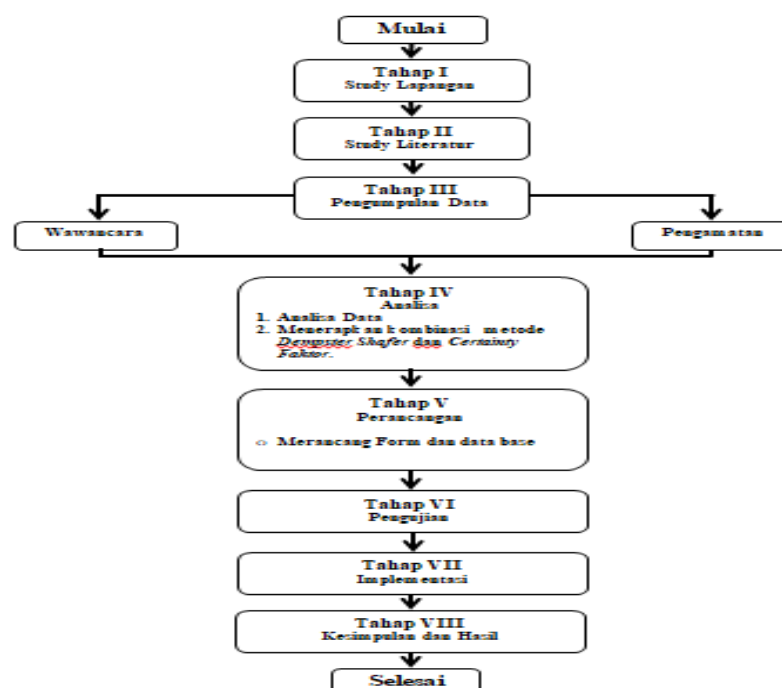 Mulai
Tahap I
Study Lapangan
Tahap II
Study Literatur
Tahap III
Pengumpulan Data
Wawancara
Pengamatan
Tahap IV
Analisa
1. Analisa Data
2. Menerapkan kombinasi metode
Dempster Shafer dan Certainty
Faktor.
Tahap V
Perancangan
o Merancang Form dan data base
Tahap VI
Pengujian
Tahap VII
Implementasi
Tahap VIII
Kesimpulan dan Hasil
Selesai